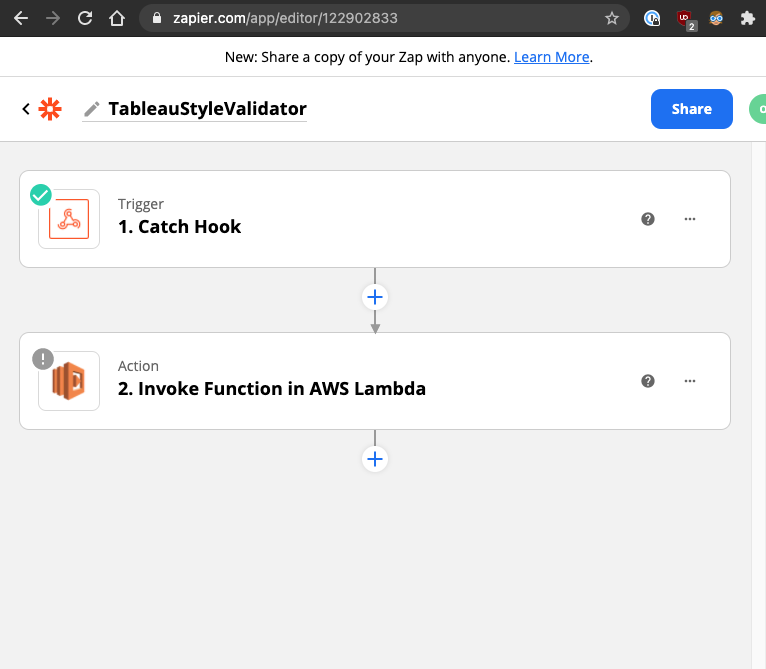 zapier.com/app/editor/122902833
2
New: Share a copy of your Zap with anyone. Learn More.
TableauStyleValidator
Share
Trigger
1. Catch Hook
Action
2. Invoke Function in AWS Lambda